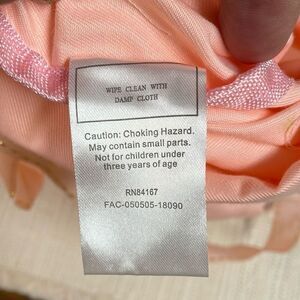 WIPE CLEAN WITH
DAMP CLOTH
Caution: Choking Hazard.
May contain small parts.
Not for children under
three years of age
RN84167
FAC-050505-18090